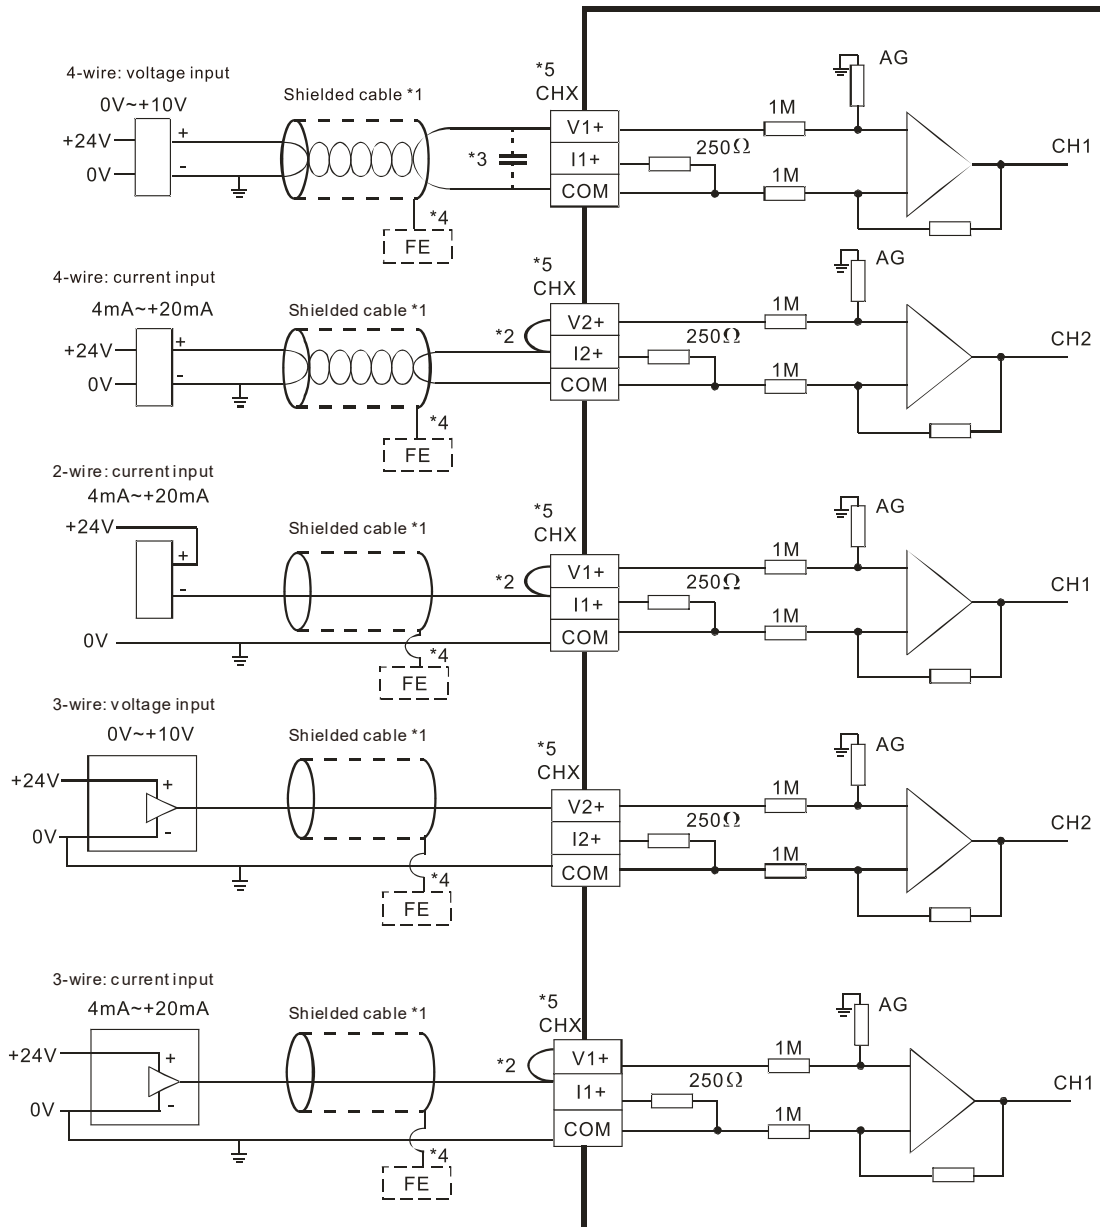 4-wire: voltage input
0V~+10V
+24V
0V
+
-
Shielded cable *1
*3
*4
FE
*5
CHX
V1+
I1+
COM
250Ω
1M
1M
AG
CH1
4-wire: current input
4mA~+20mA
+24V
0V
+
-
Shielded cable *1
*2
*4
FE
*5
CHX
V2+
I2+
COM
250Ω
1M
1M
AG
CH2
2-wire: current input
4mA~+20mA
+24V
+
-
0V
Shielded cable *1
*2
*4
FE
*5
CHX
V1+
I1+
COM
250Ω
1M
1M
AG
CH1
3-wire: voltage input
0V~+10V
+24V
0V
+
-
Shielded cable *1
*4
FE
*5
CHX
V2+
I2+
COM
250Ω
1M
1M
AG
CH2
3-wire: current input
4mA~+20mA
+24V
0V
+
-
Shielded cable *1
*2
*4
FE
*5
CHX
V1+
I1+
COM
250Ω
1M
1M
AG
CH1